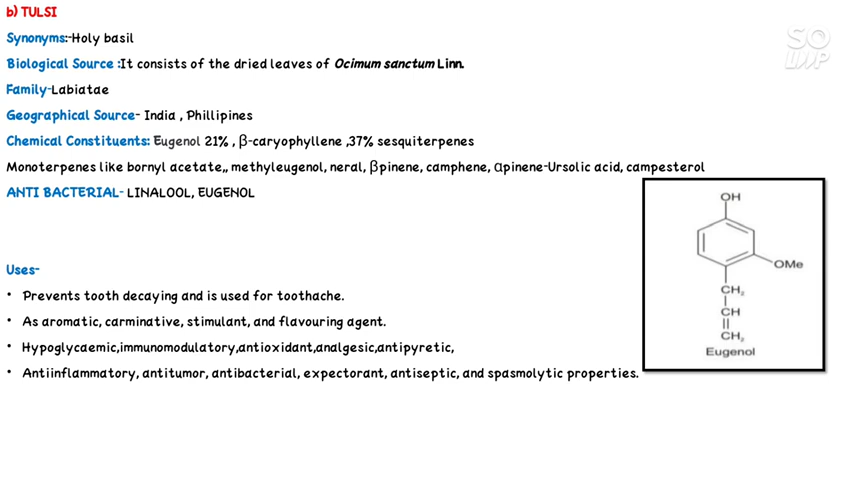 b) TULSI
SO
LMP
Synonyms:-Holy basil
Biological Source :It consists of the dried leaves of Ocimum sanctum Linn.
Family-Labiatae
Geographical Source- India , Phillipines
Chemical Constituents: Eugenol 21% , β-caryophyllene ,37% sesquiterpenes
Monoterpenes like bornyl acetate,, methyleugenol, neral, βpinene, camphene, αpinene-Ursolic acid, campesterol
ANTI BACTERIAL- LINALOOL, EUGENOL
OH
OMe
CH₂
CH
CH₂
Eugenol
Uses-
• Prevents tooth decaying and is used for toothache.
• As aromatic, carminative, stimulant, and flavouring agent.
• Hypoglycaemic,immunomodulatory,antioxidant,analgesic,antipyretic,
• Antiinflammatory, antitumor, antibacterial, expectorant, antiseptic, and spasmolytic properties.